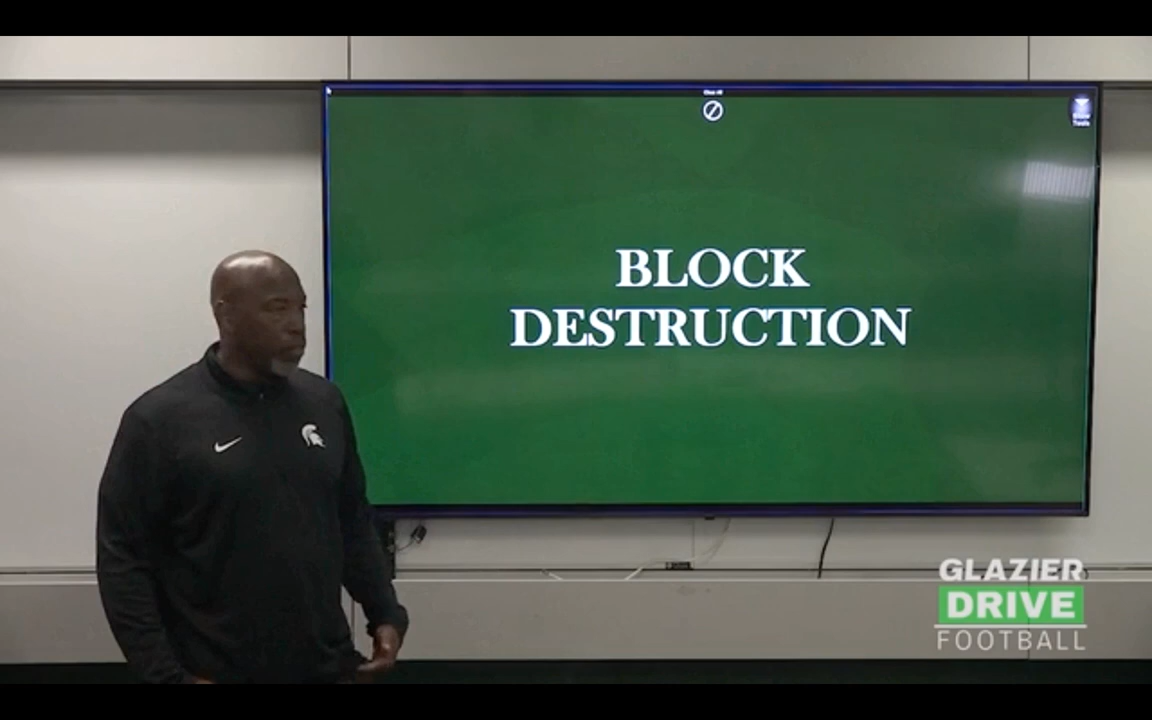 BLOCK
DESTRUCTION
GLAZIER
DRIVE
FOOTBALL